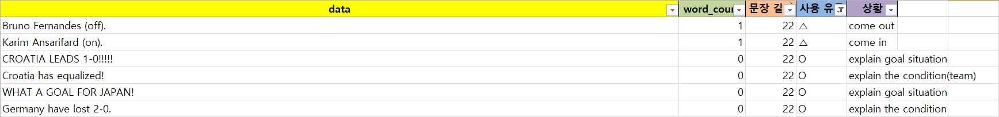 data word_coun 문장 길 사용 유 상황
Bruno Fernandes (off). 1 22 △ come out
Karim Ansarifard (on). 1 22 △ come in
CROATIA LEADS 1-0!!!!! 0 22 O explain goal situation
Croatia has equalized! 0 22 O explain the condition(team)
WHAT A GOAL FOR JAPAN! 0 22 O explain goal situation
Germany have lost 2-0. 0 22 O explain the condition